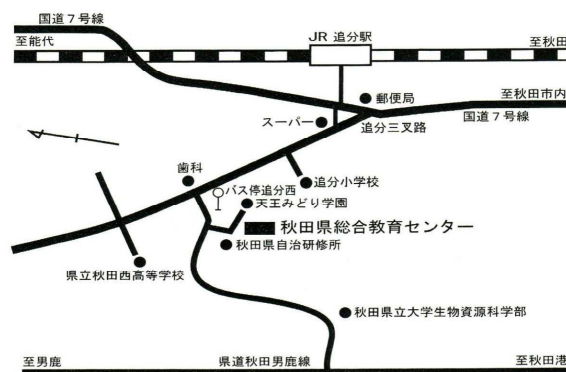 国道7号線
JR 追分駅
至能代
至秋田
郵便局
至秋田市内
スーパー
追分三叉路
国道7号線
歯科
バス停追分西
追分小学校
天王みどり学園
秋田県総合教育センター
秋田県自治研修所
県立秋田西高等学校
秋田県立大学生物資源科学部
至男鹿
県道秋田男鹿線
至秋田港